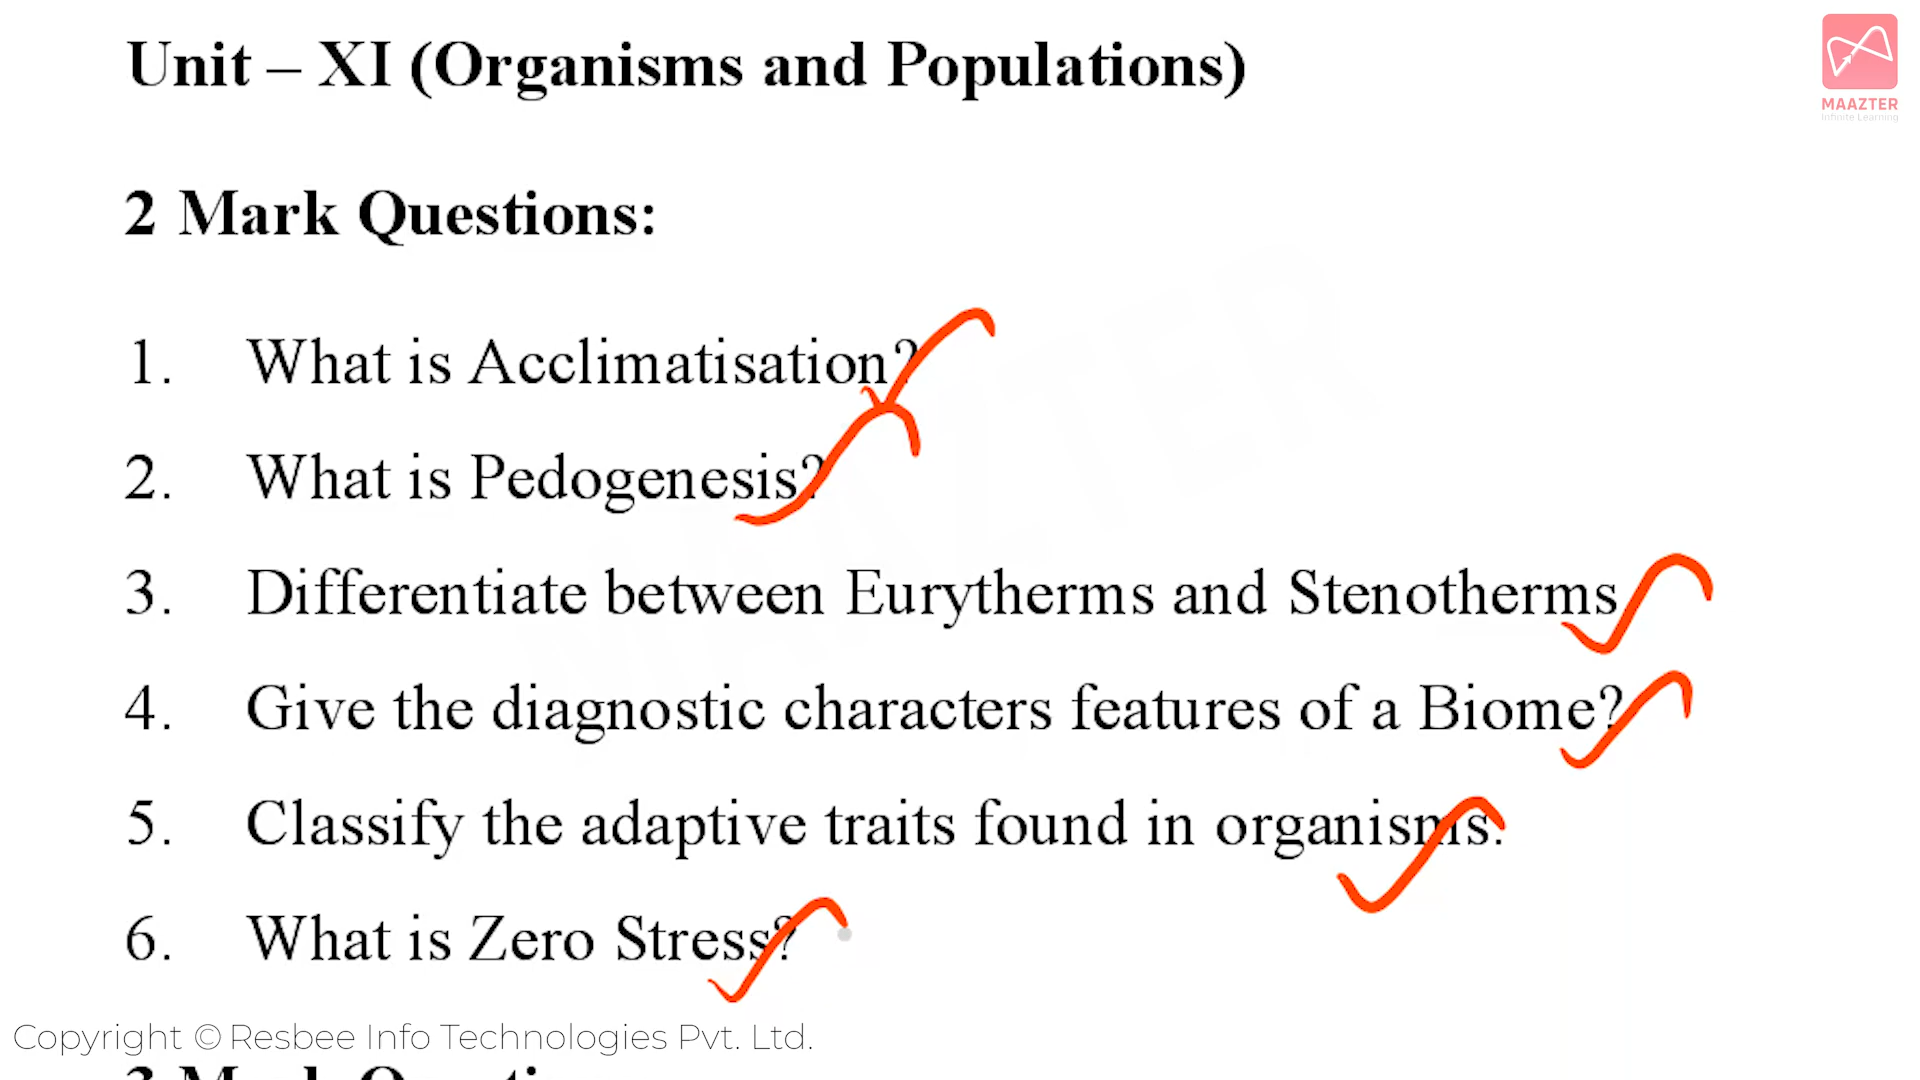 Unit – XI (Organisms and Populations)
MAAZTER
Infinite Learning
2 Mark Questions:
1. What is Acclimatisation?
2. What is Pedogenesis?
3. Differentiate between Eurytherms and Stenotherms
4. Give the diagnostic characters features of a Biome?
5. Classify the adaptive traits found in organisms.
6. What is Zero Stress?
Copyright © Resbee Info Technologies Pvt. Ltd.